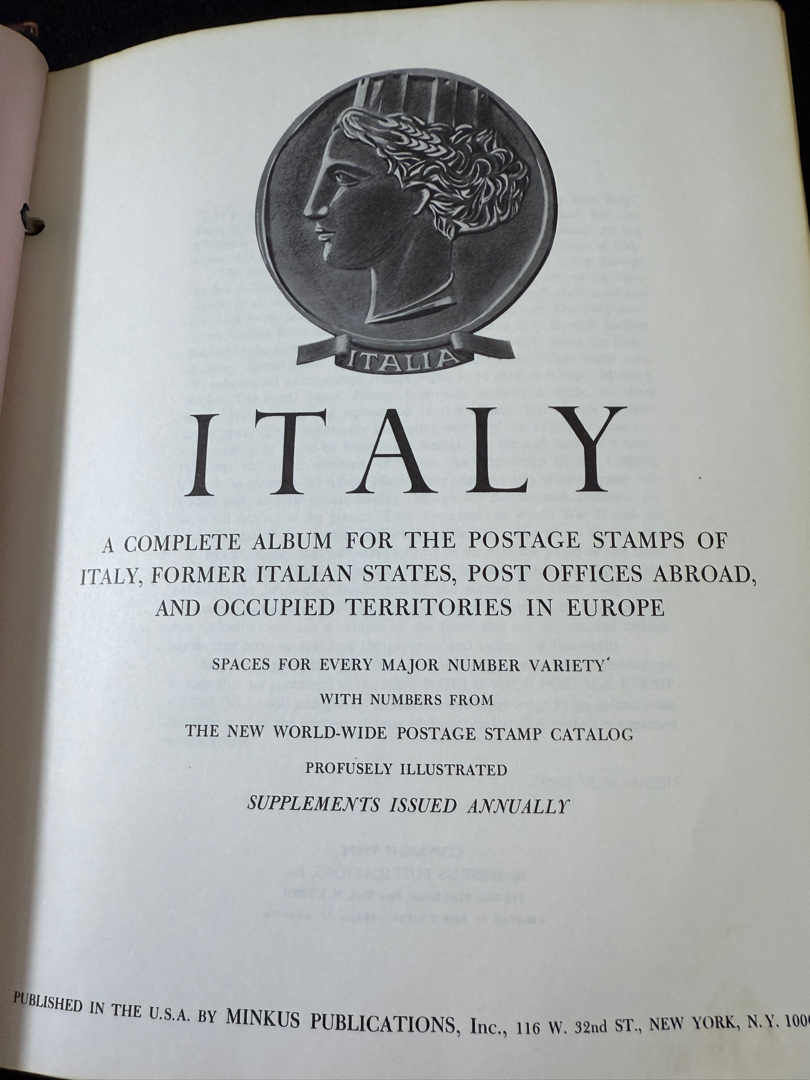 ITALIA
ITALY
A COMPLETE ALBUM FOR THE POSTAGE STAMPS OF
ITALY, FORMER ITALIAN STATES, POST OFFICES ABROAD,
AND OCCUPIED TERRITORIES IN EUROPE
SPACES FOR EVERY MAJOR NUMBER VARIETY
WITH NUMBERS FROM
THE NEW WORLD-WIDE POSTAGE STAMP CATALOG
PROFUSELY ILLUSTRATED
SUPPLEMENTS ISSUED ANNUALLY
PUBLISHED IN THE U.S.A. BY MINKUS PUBLICATIONS, Inc., 116 W. 32nd ST., NEW YORK, N.Y.